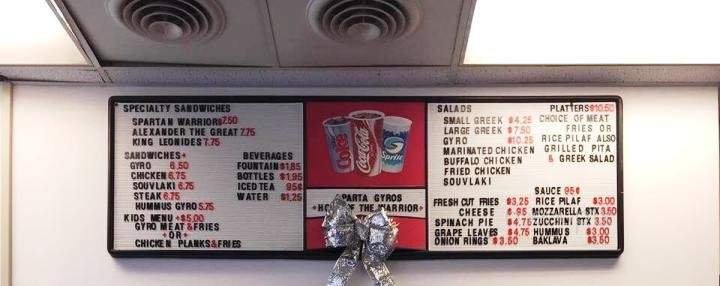 SPECIALTY SANDWICHES
SPARTAN WARRIOR $7.50
ALEXANDER THE GREAT 7.75
KING LEONIDES 7.75
SANDWICHES+
GYRO 6.50
CHICKEN 6.75
SOUVLAKI 6.75
STEAK 6.75
HUMMUS GYRO 5.75
KIDS MENU +$5.00
GYRO MEAT & FRIES
+OR+
CHICKEN PLANKS & FRIES
BEVERAGES
FOUNTAIN $1.85
BOTTLES $1.95
ICED TEA 95¢
WATER $1.25
Coke
Coca-Cola
Sprite
SPARTA GYROS
OF THE WARRIOR+
SALADS
SMALL GREEK $4.25
LARGE GREEK $7.50
GYRO $10.25
MARINATED CHICKEN
BUFFALO CHICKEN
FRIED CHICKEN
SOUVLAKI
PLATTERS $10.50
CHOICE OF MEAT
FRIES OR
RICE PILAF ALSO
GRILLED PITA
& GREEK SALAD
SAUCE 95¢
FRESH CUT FRIES $3.25
CHEESE .95
SPINACH PIE $4.75
GRAPE LEAVES $4.75
ONION RINGS $3.50
RICE PILAF $3.00
MOZZARELLA STX 3.50
ZUCCHINI STX 3.50
HUMMUS $3.00
BAKLAVA $3.50